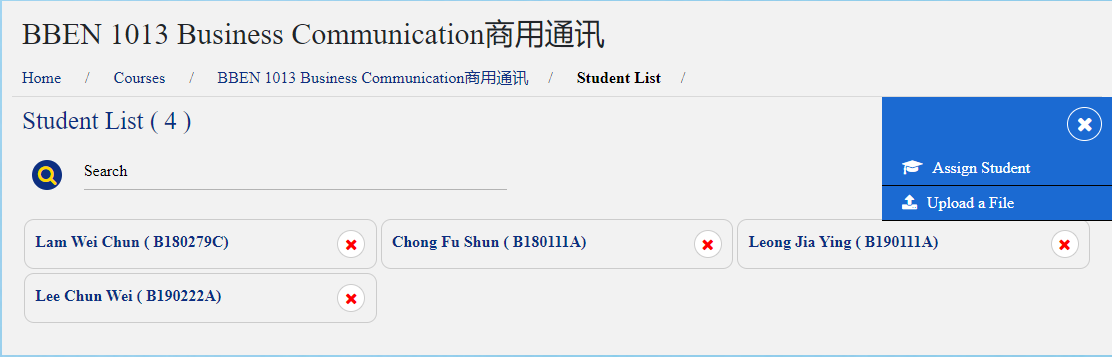 BBEN 1013 Business Communication商用通讯
Home / Courses / BBEN 1013 Business Communication商用通讯 / Student List /
Student List ( 4 )
Search
Assign Student
Upload a File
Lam Wei Chun ( B180279C)
Chong Fu Shun ( B180111A)
Leong Jia Ying ( B190111A)
Lee Chun Wei ( B190222A)